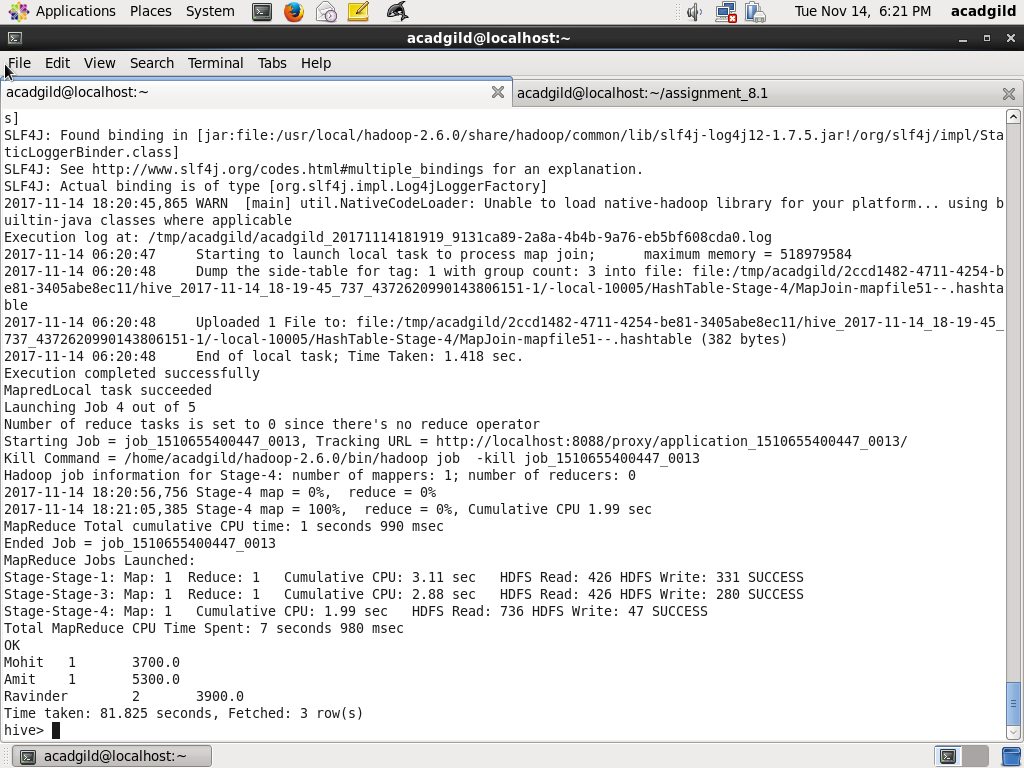 Applications Places System Tue Nov 14, 6:21 PM acadgild
acadgild@localhost:~
File Edit View Search Terminal Tabs Help
acadgild@localhost:~ acadgild@localhost:~/assignment_8.1
s]
SLF4J: Found binding in [jar:file:/usr/local/hadoop-2.6.0/share/hadoop/common/lib/slf4j-log4j12-1.7.5.jar!/org/slf4j/impl/Sta
ticLoggerBinder.class]
SLF4J: See http://www.slf4j.org/codes.html#multiple_bindings for an explanation.
SLF4J: Actual binding is of type [org.slf4j.impl.Log4jLoggerFactory]
2017-11-14 18:20:45,865 WARN  [main] util.NativeCodeLoader: Unable to load native-hadoop library for your platform... using b
uiltin-java classes where applicable
Execution log at: /tmp/acadgild/acadgild_20171114181919_9131ca89-2a8a-4b4b-9a76-eb5bf608cda0.log
2017-11-14 06:20:47     Starting to launch local task to process map join;      maximum memory = 518979584
2017-11-14 06:20:48     Dump the side-table for tag: 1 with group count: 3 into file: file:/tmp/acadgild/2ccd1482-4711-4254-b
e81-3405abe8ec11/hive_2017-11-14_18-19-45_737_4372620990143806151-1/-local-10005/HashTable-Stage-4/MapJoin-mapfile51--.hashta
ble
2017-11-14 06:20:48     Uploaded 1 File to: file:/tmp/acadgild/2ccd1482-4711-4254-be81-3405abe8ec11/hive_2017-11-14_18-19-45_
737_4372620990143806151-1/-local-10005/HashTable-Stage-4/MapJoin-mapfile51--.hashtable (382 bytes)
2017-11-14 06:20:48     End of local task; Time Taken: 1.418 sec.
Execution completed successfully
MapredLocal task succeeded
Launching Job 4 out of 5
Number of reduce tasks is set to 0 since there's no reduce operator
Starting Job = job_1510655400447_0013, Tracking URL = http://localhost:8088/proxy/application_1510655400447_0013/
Kill Command = /home/acadgild/hadoop-2.6.0/bin/hadoop job  -kill job_1510655400447_0013
Hadoop job information for Stage-4: number of mappers: 1; number of reducers: 0
2017-11-14 18:20:56,756 Stage-4 map = 0%,  reduce = 0%
2017-11-14 18:21:05,385 Stage-4 map = 100%,  reduce = 0%, Cumulative CPU 1.99 sec
MapReduce Total cumulative CPU time: 1 seconds 990 msec
Ended Job = job_1510655400447_0013
MapReduce Jobs Launched:
Stage-Stage-1: Map: 1  Reduce: 1   Cumulative CPU: 3.11 sec   HDFS Read: 426 HDFS Write: 331 SUCCESS
Stage-Stage-3: Map: 1  Reduce: 1   Cumulative CPU: 2.88 sec   HDFS Read: 426 HDFS Write: 280 SUCCESS
Stage-Stage-4: Map: 1   Cumulative CPU: 1.99 sec   HDFS Read: 736 HDFS Write: 47 SUCCESS
Total MapReduce CPU Time Spent: 7 seconds 980 msec
OK
Mohit   1       3700.0
Amit    1       5300.0
Ravinder        2       3900.0
Time taken: 81.825 seconds, Fetched: 3 row(s)
hive>
acadgild@localhost:~